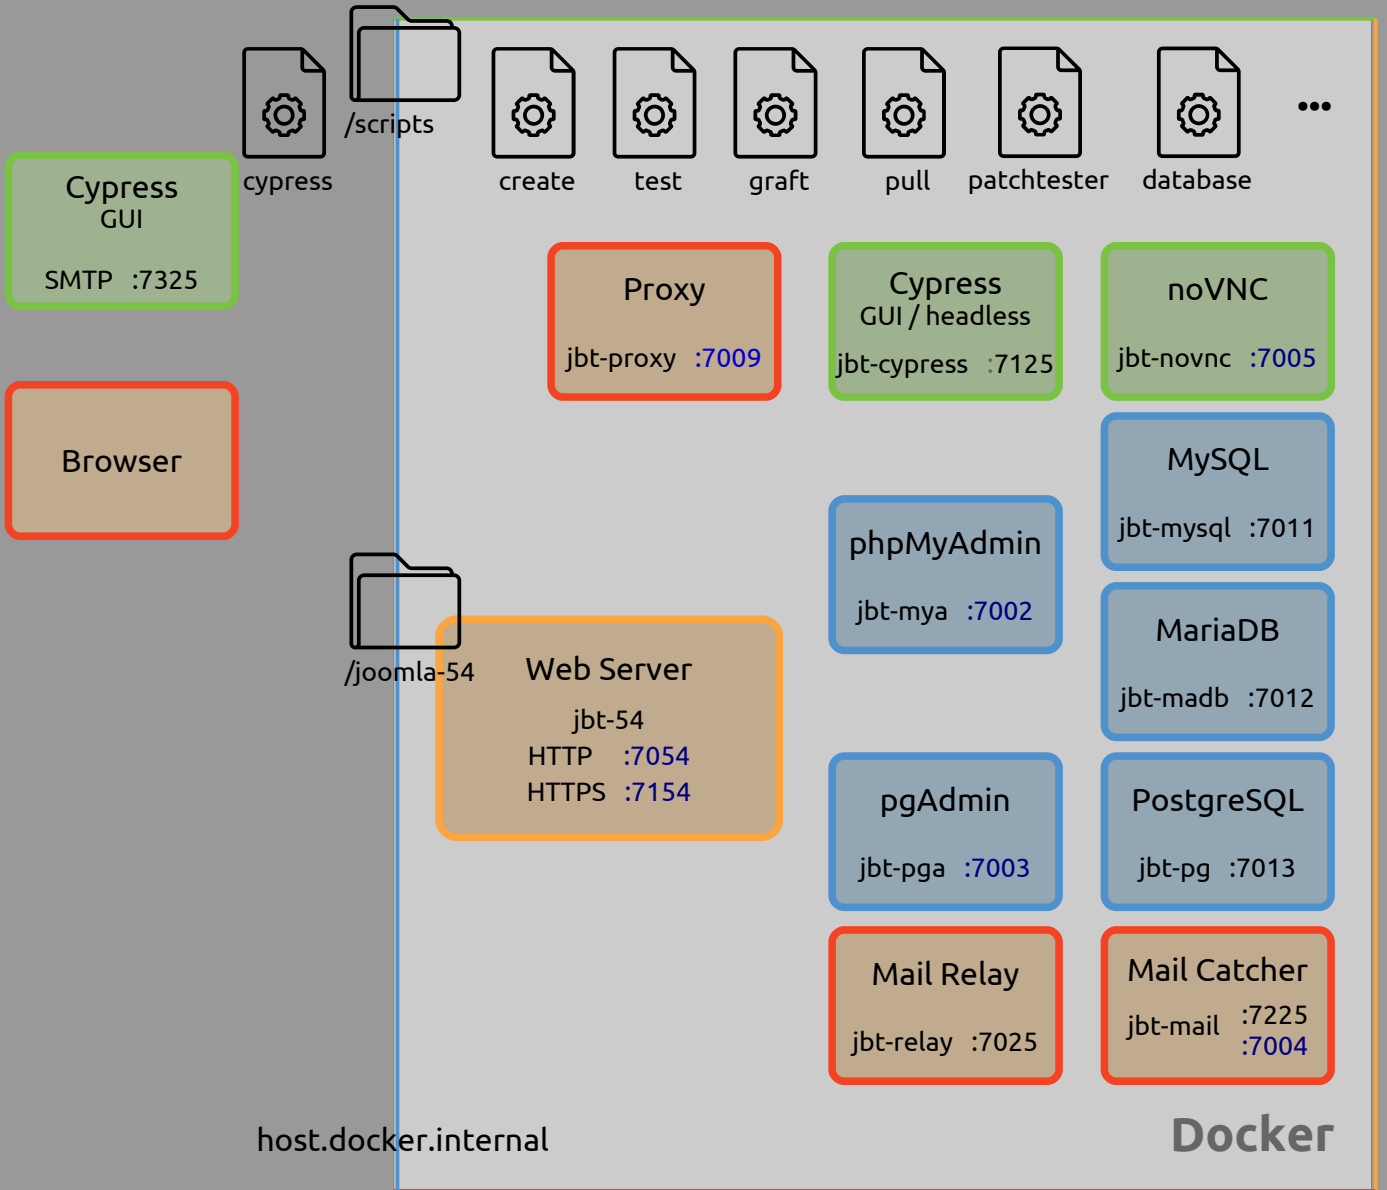 /scripts
cypress
create
test
graft
pull
patchtester
database
...
Cypress
GUI
SMTP :7325
Proxy
jbt-proxy :7009
Cypress
GUI / headless
jbt-cypress :7125
noVNC
jbt-novnc :7005
Browser
MySQL
jbt-mysql :7011
phpMyAdmin
jbt-mya :7002
MariaDB
jbt-madb :7012
/joomla-54
Web Server
jbt-54
HTTP :7054
HTTPS :7154
pgAdmin
jbt-pga :7003
PostgreSQL
jbt-pg :7013
Mail Relay
jbt-relay :7025
Mail Catcher
jbt-mail :7225
:7004
host.docker.internal
Docker